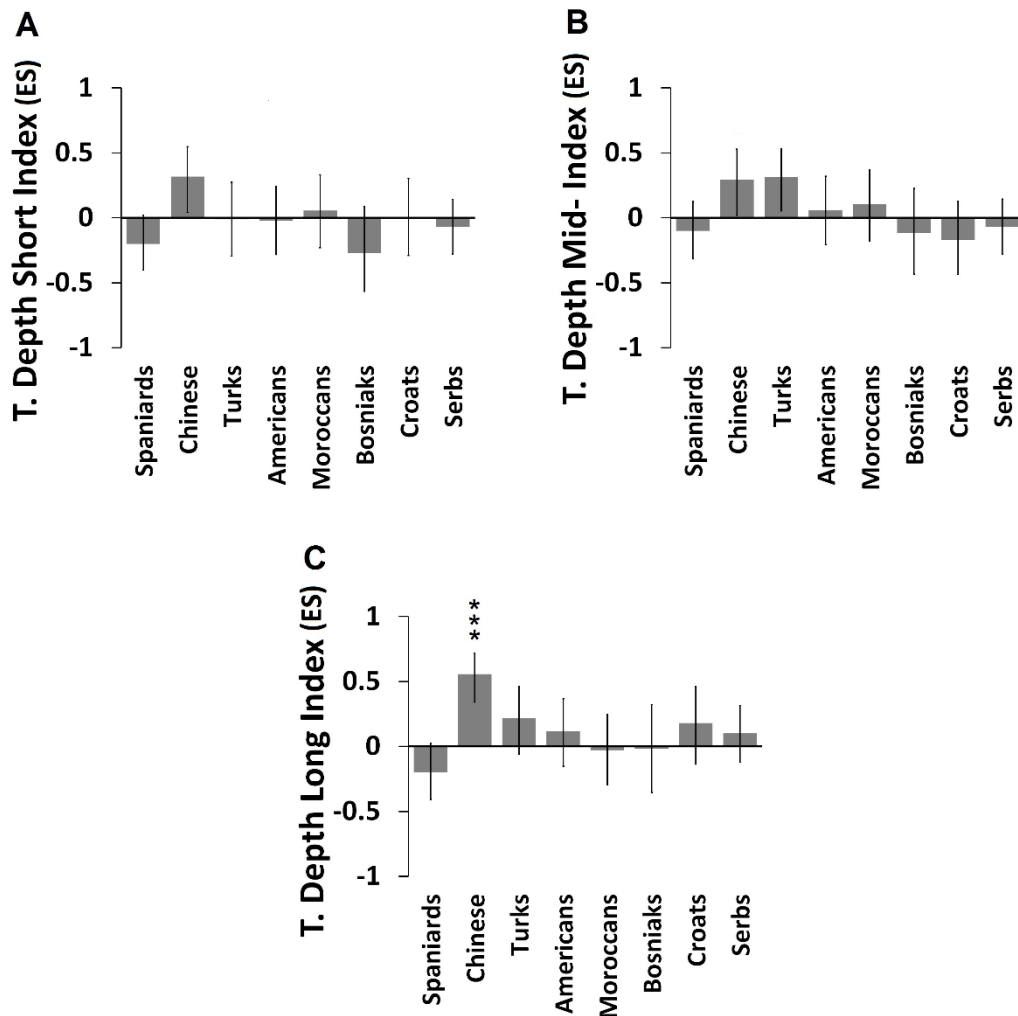 A
T. Depth Short Index (ES)
1
0.5
0
-0.5
-1
Spaniards
Chinese
Turks
Americans
Moroccans
Bosniaks
Croats
Serbs
B
T. Depth Mid- Index (ES)
1
0.5
0
-0.5
-1
Spaniards
Chinese
Turks
Americans
Moroccans
Bosniaks
Croats
Serbs
C
T. Depth Long Index (ES)
1
0.5
0
-0.5
-1
***
Spaniards
Chinese
Turks
Americans
Moroccans
Bosniaks
Croats
Serbs